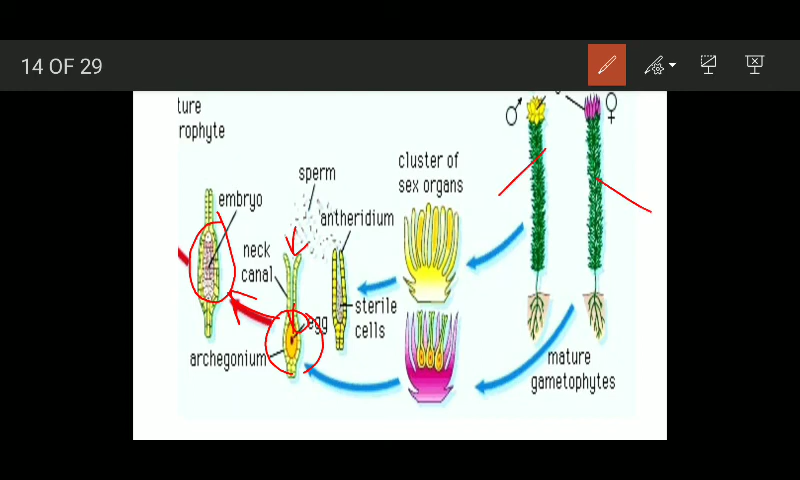 14 OF 29
ture
rophyte
♂
♀
cluster of
sex organs
sperm
embryo
antheridium
neck
canal
egg
sterile
cells
archegonium
mature
gametophytes